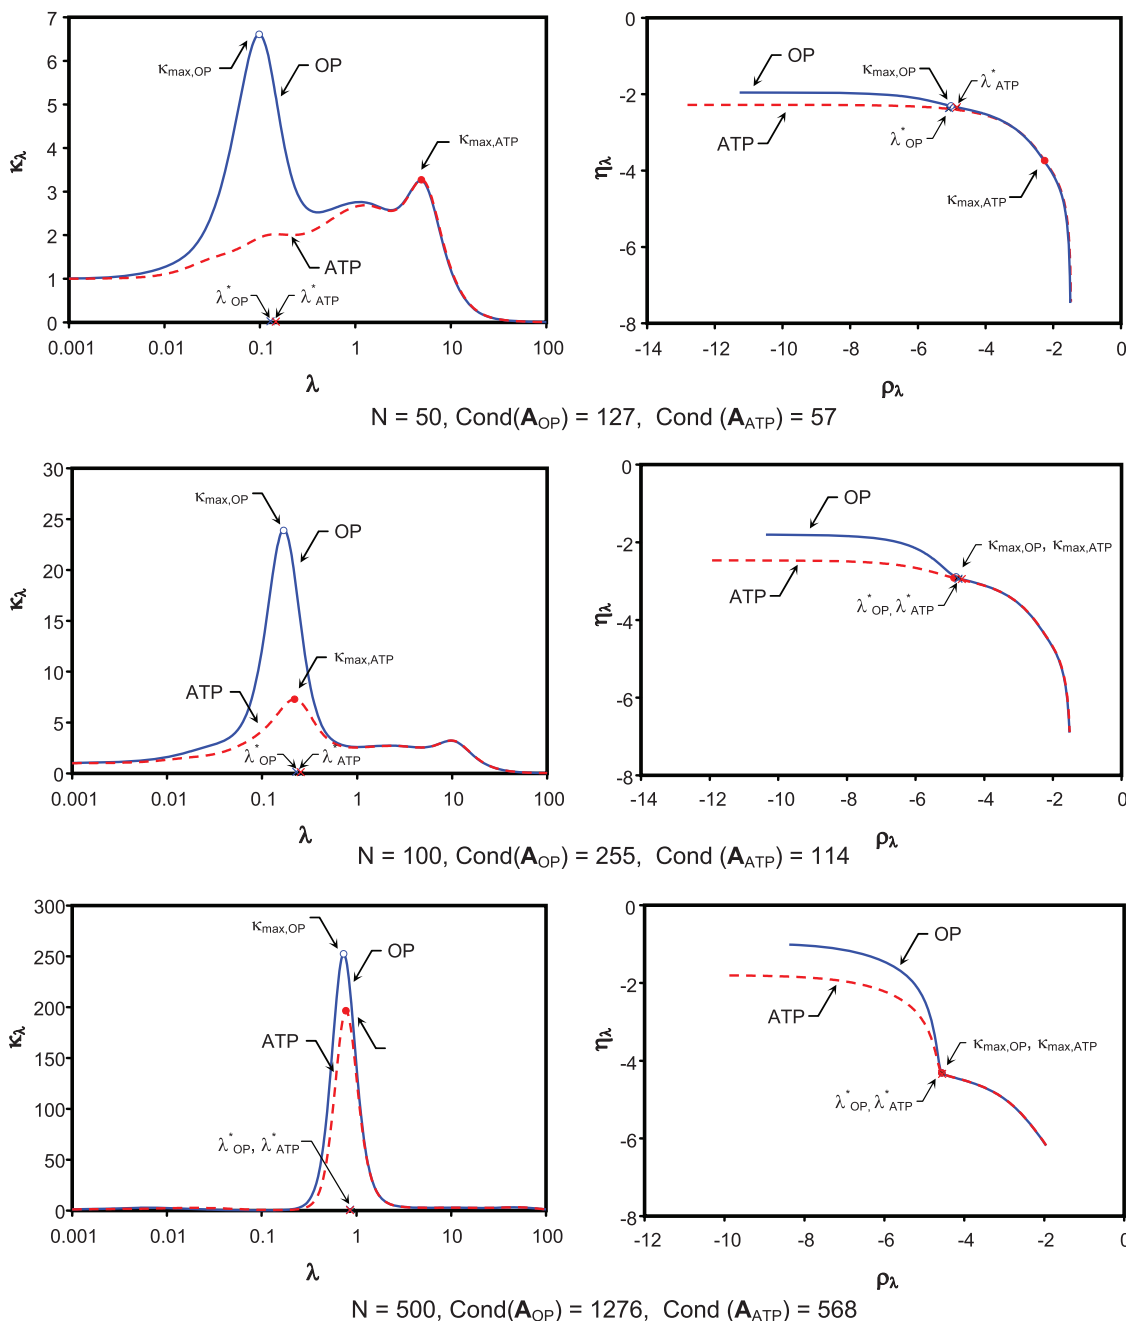 7
6
5
4
3
2
1
0
κλ
κmax,OP
OP
κmax,ATP
ATP
λ*OP
λ*ATP
0.001
0.01
0.1
1
10
100
λ
0
-2
-4
-6
-8
ηλ
OP
κmax,OP
λ*ATP
ATP
λ*OP
κmax,ATP
-14
-12
-10
-8
-6
-4
-2
0
ρλ
N = 50, Cond(AOP) = 127, Cond (AATP) = 57
30
25
20
15
10
5
0
κλ
κmax,OP
OP
κmax,ATP
ATP
λ*OP
λ*ATP
0.001
0.01
0.1
1
10
100
λ
0
-2
-4
-6
-8
ηλ
OP
κmax,OP, κmax,ATP
ATP
λ*OP, λ*ATP
-14
-12
-10
-8
-6
-4
-2
0
ρλ
N = 100, Cond(AOP) = 255, Cond (AATP) = 114
300
250
200
150
100
50
0
κλ
κmax,OP
OP
ATP
λ*OP, λ*ATP
0.001
0.01
0.1
1
10
100
λ
0
-2
-4
-6
-8
ηλ
OP
ATP
κmax,OP, κmax,ATP
λ*OP, λ*ATP
-12
-10
-8
-6
-4
-2
0
ρλ
N = 500, Cond(AOP) = 1276, Cond (AATP) = 568